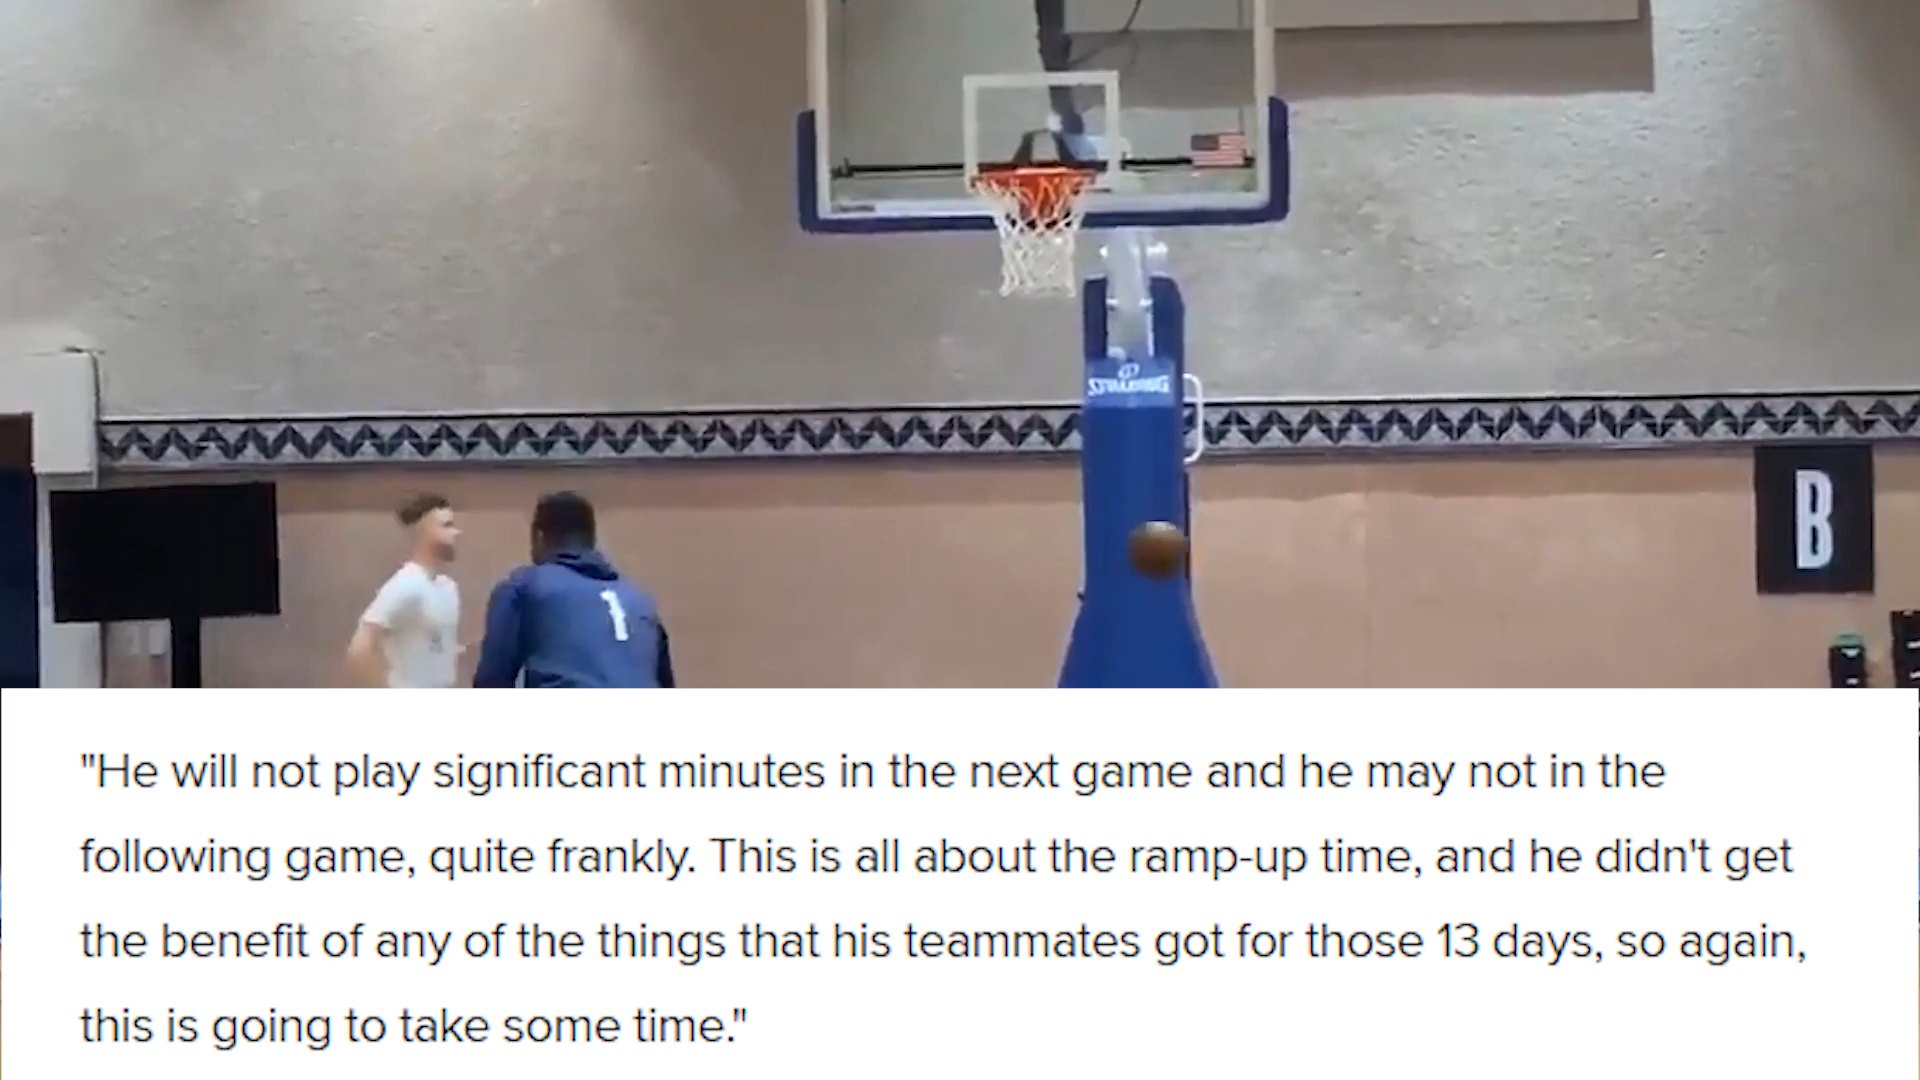 SPALDING
B
1
"He will not play significant minutes in the next game and he may not in the
following game, quite frankly. This is all about the ramp-up time, and he didn't get
the benefit of any of the things that his teammates got for those 13 days, so again,
this is going to take some time."